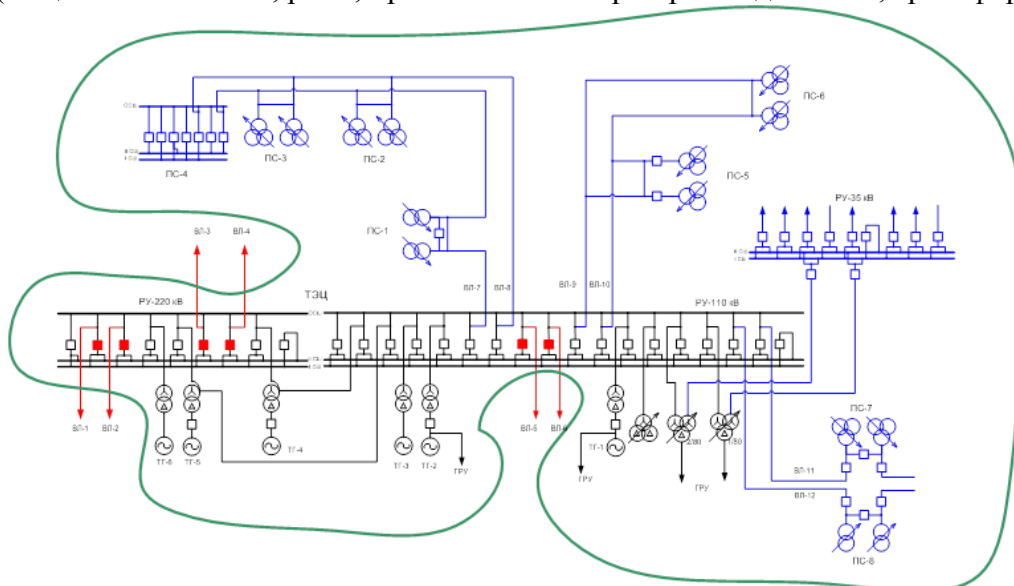 ПС-6
ПС-3
ПС-2
ПС-4
ПС-5
РУ-35 кВ
ПС-1
ВЛ-3
ВЛ-4
ВЛ-7
ВЛ-8
ВЛ-9
ВЛ-10
РУ-220 кВ
ТЭЦ
РУ-110 кВ
ВЛ-1
ВЛ-2
ВЛ-5
ВЛ-6
ПС-7
ТГ-6
ТГ-5
ТГ-4
ТГ-3
ТГ-2
ТГ-1
ГРУ
ГРУ
ГРУ
ВЛ-11
ВЛ-12
ПС-8